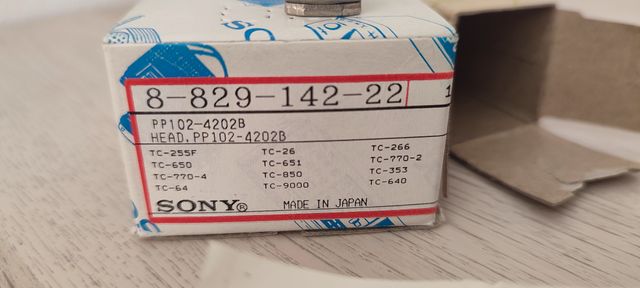 SONY
8-829-142-22 1
PP102-4202B
HEAD, PP102-4202B
TC-255F TC-26 TC-266
TC-650 TC-651 TC-770-2
TC-770-4 TC-850 TC-353
TC-64 TC-9000 TC-640
SONY® MADE IN JAPAN